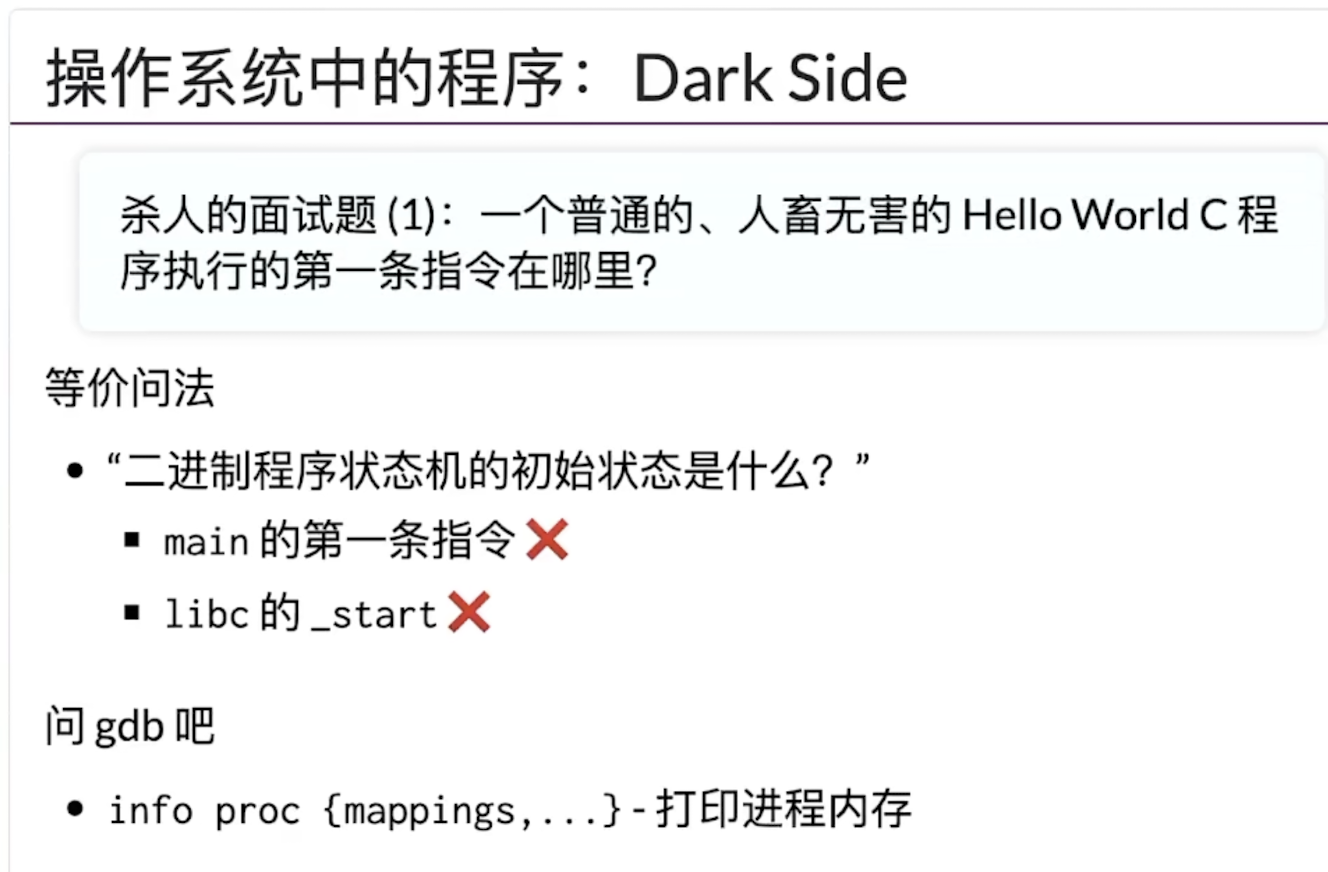 操作系统中的程序：Dark Side
杀人的面试题 (1)：一个普通的、人畜无害的 Hello World C 程
序执行的第一条指令在哪里？
等价问法
• “二进制程序状态机的初始状态是什么？”
▪ main 的第一条指令 ❌
▪ libc 的 _start ❌
问 gdb 吧
• info proc {mappings,...} - 打印进程内存